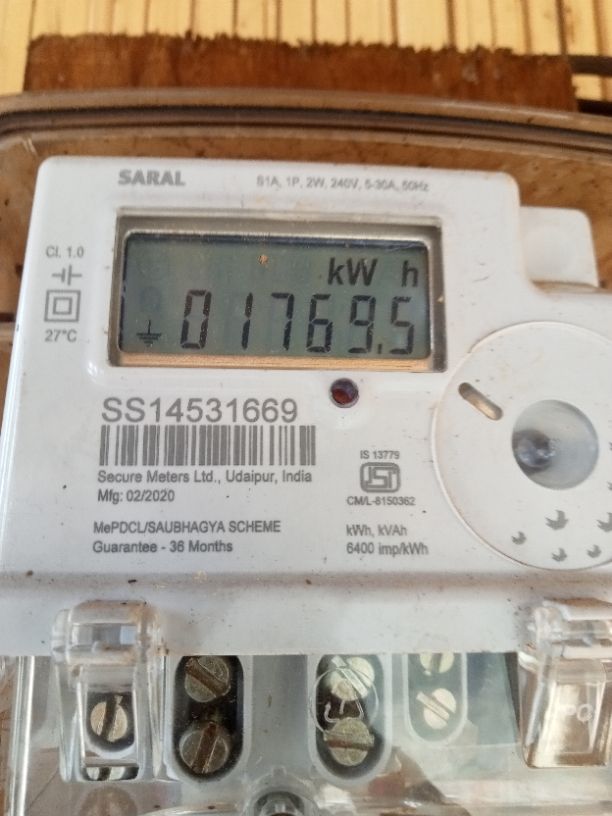 SARAL
S1A, 1P, 2W, 240V, 5-30A, 50Hz
Cl. 1.0
27°C
kW h
01769.5
SS14531669
Secure Meters Ltd., Udaipur, India
Mfg: 02/2020
IS 13779
CM/L-8150362
MePDCL/SAUBHAGYA SCHEME
Guarantee - 36 Months
kWh, kVAh
6400 imp/kWh